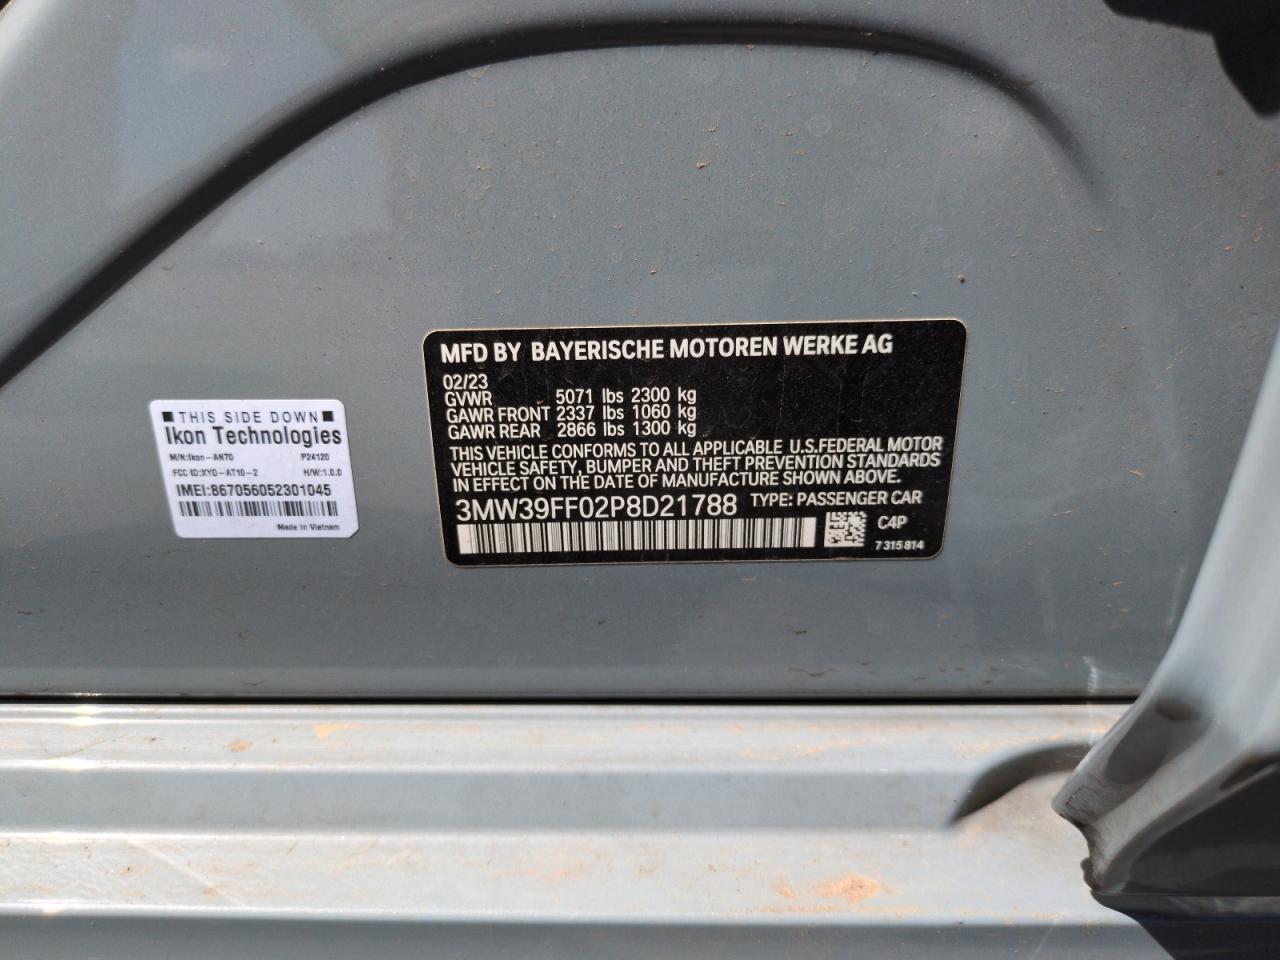 THIS SIDE DOWN
Ikon Technologies
M/N:Ikon-AN70 P24120
FCC ID:XYD-AT10-2 H/W:1.0.0
IMEI:867056052301045
Made in Vietnam
MFD BY BAYERISCHE MOTOREN WERKE AG
02/23
GVWR 5071 lbs 2300 kg
GAWR FRONT 2337 lbs 1060 kg
GAWR REAR 2866 lbs 1300 kg
THIS VEHICLE CONFORMS TO ALL APPLICABLE U.S.FEDERAL MOTOR
VEHICLE SAFETY, BUMPER AND THEFT PREVENTION STANDARDS
IN EFFECT ON THE DATE OF MANUFACTURE SHOWN ABOVE.
3MW39FF02P8D21788 TYPE: PASSENGER CAR
C4P
7 315 814